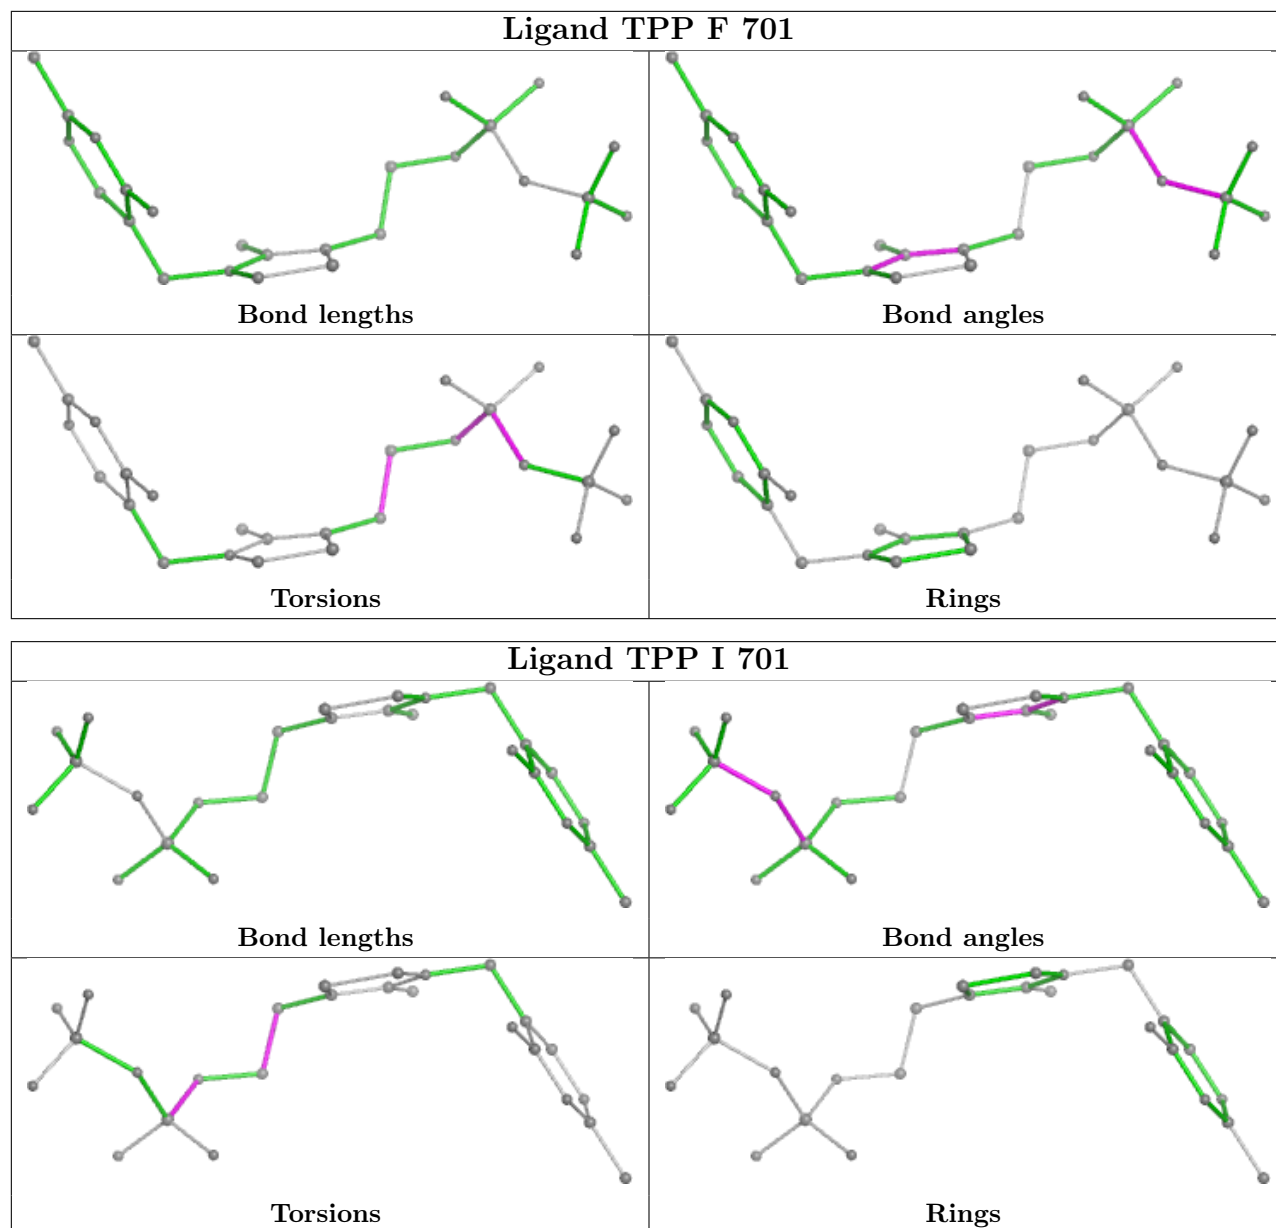 Ligand TPP F 701
Bond lengths
Bond angles
Torsions
Rings
Ligand TPP I 701
Bond lengths
Bond angles
Torsions
Rings